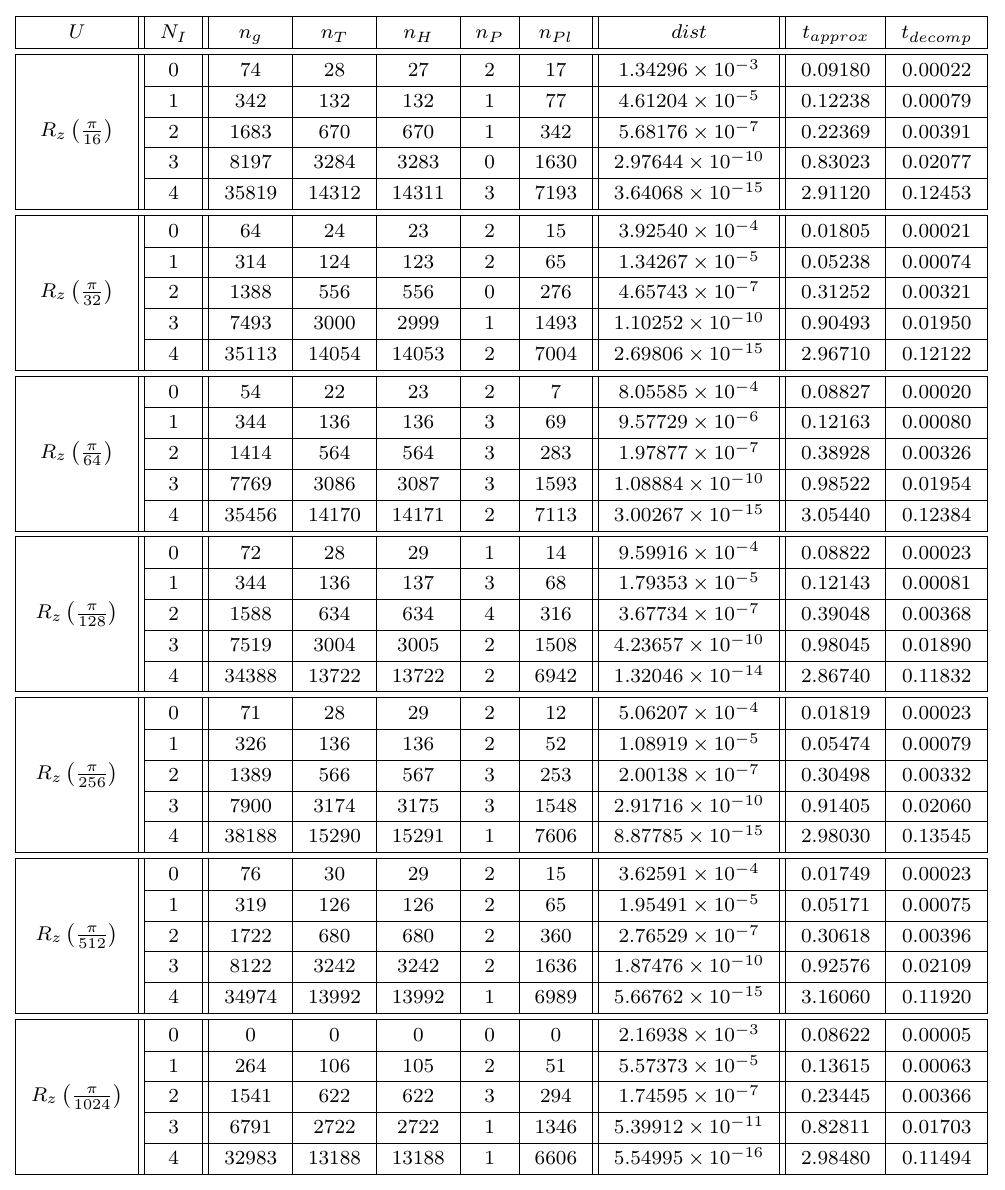 U N_I n_g n_T n_H n_P n_{Pl} dist t_{approx} t_{decomp}
0 74 28 27 2 17 1.34296 × 10^{−3} 0.09180 0.00022
1 342 132 132 1 77 4.61204 × 10^{−5} 0.12238 0.00079
R_z (π/16) 2 1683 670 670 1 342 5.68176 × 10^{−7} 0.22369 0.00391
3 8197 3284 3283 0 1630 2.97644 × 10^{−10} 0.83023 0.02077
4 35819 14312 14311 3 7193 3.64068 × 10^{−15} 2.91120 0.12453
0 64 24 23 2 15 3.92540 × 10^{−4} 0.01805 0.00021
1 314 124 123 2 65 1.34267 × 10^{−5} 0.05238 0.00074
R_z (π/32) 2 1388 556 556 0 276 4.65743 × 10^{−7} 0.31252 0.00321
3 7493 3000 2999 1 1493 1.10252 × 10^{−10} 0.90493 0.01950
4 35113 14054 14053 2 7004 2.69806 × 10^{−15} 2.96710 0.12122
0 54 22 23 2 7 8.05585 × 10^{−4} 0.08827 0.00020
1 344 136 136 3 69 9.57729 × 10^{−6} 0.12163 0.00080
R_z (π/64) 2 1414 564 564 3 283 1.97877 × 10^{−7} 0.38928 0.00326
3 7769 3086 3087 3 1593 1.08884 × 10^{−10} 0.98522 0.01954
4 35456 14170 14171 2 7113 3.00267 × 10^{−15} 3.05440 0.12384
0 72 28 29 1 14 9.59916 × 10^{−4} 0.08822 0.00023
1 344 136 137 3 68 1.79353 × 10^{−5} 0.12143 0.00081
R_z (π/128) 2 1588 634 634 4 316 3.67734 × 10^{−7} 0.39048 0.00368
3 7519 3004 3005 2 1508 4.23657 × 10^{−10} 0.98045 0.01890
4 34388 13722 13722 2 6942 1.32046 × 10^{−14} 2.86740 0.11832
0 71 28 29 2 12 5.06207 × 10^{−4} 0.01819 0.00023
1 326 136 136 2 52 1.08919 × 10^{−5} 0.05474 0.00079
R_z (π/256) 2 1389 566 567 3 253 2.00138 × 10^{−7} 0.30498 0.00332
3 7900 3174 3175 3 1548 2.91716 × 10^{−10} 0.91405 0.02060
4 38188 15290 15291 1 7606 8.87785 × 10^{−15} 2.98030 0.13545
0 76 30 29 2 15 3.62591 × 10^{−4} 0.01749 0.00023
1 319 126 126 2 65 1.95491 × 10^{−5} 0.05171 0.00075
R_z (π/512) 2 1722 680 680 2 360 2.76529 × 10^{−7} 0.30618 0.00396
3 8122 3242 3242 2 1636 1.87476 × 10^{−10} 0.92576 0.02109
4 34974 13992 13992 1 6989 5.66762 × 10^{−15} 3.16060 0.11920
0 0 0 0 0 0 2.16938 × 10^{−3} 0.08622 0.00005
1 264 106 105 2 51 5.57373 × 10^{−5} 0.13615 0.00063
R_z (π/1024) 2 1541 622 622 3 294 1.74595 × 10^{−7} 0.23445 0.00366
3 6791 2722 2722 1 1346 5.39912 × 10^{−11} 0.82811 0.01703
4 32983 13188 13188 1 6606 5.54995 × 10^{−16} 2.98480 0.11494